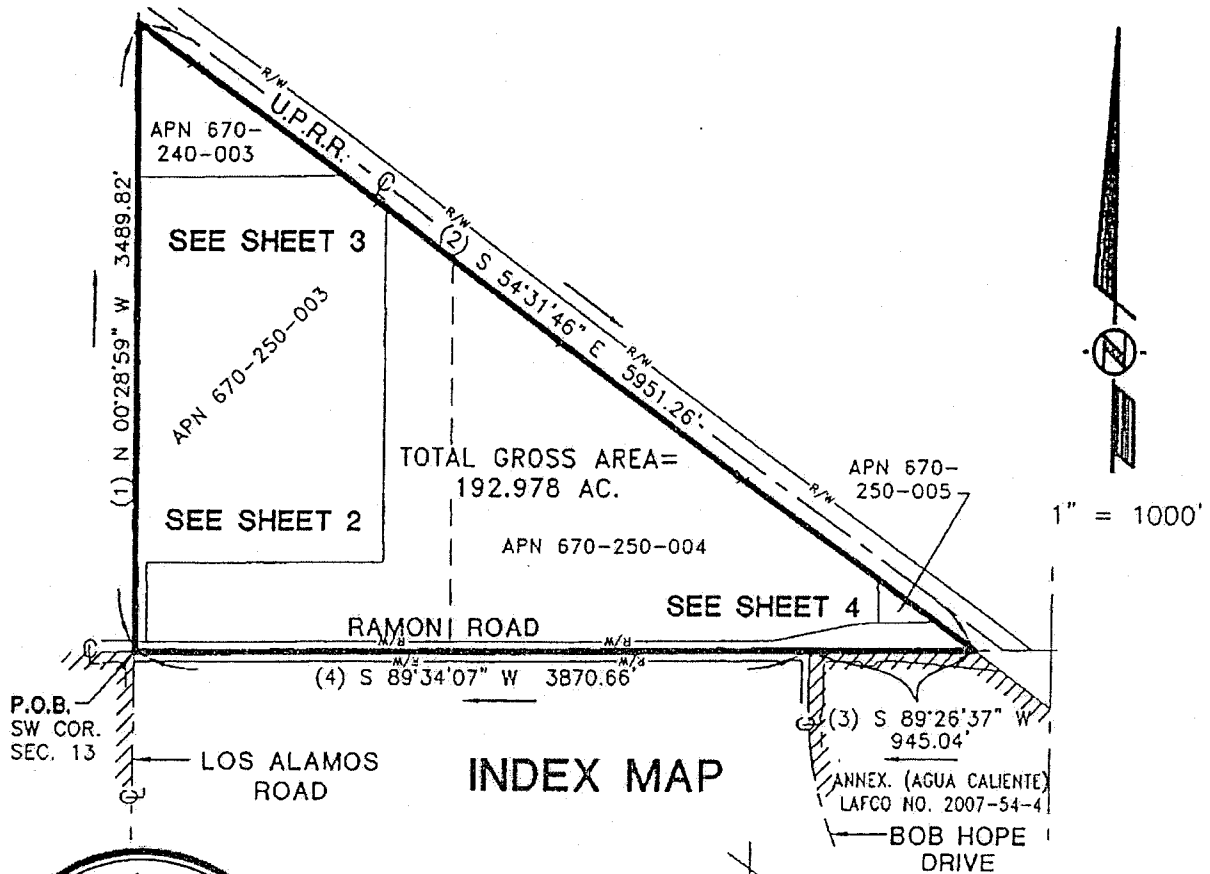 R/W
U.P.R.R.
APN 670-
240-003
R/W
(2) S 54°31'46" E 5951.26'
SEE SHEET 3
(1) N 00°28'59" W 3489.82'
APN 670-250-003
R/W
TOTAL GROSS AREA=
192.978 AC.
APN 670-
250-005
R/W
N
1" = 1000'
SEE SHEET 2
APN 670-250-004
SEE SHEET 4
RAMON ROAD
R/W
R/W
R/W
R/W
(4) S 89°34'07" W 3870.66'
P.O.B.
SW COR.
SEC. 13
(3) S 89°26'37" W
945.04'
LOS ALAMOS
ROAD
INDEX MAP
ANNEX. (AGUA CALIENTE)
LAFCO NO. 2007-54-4
BOB HOPE
DRIVE